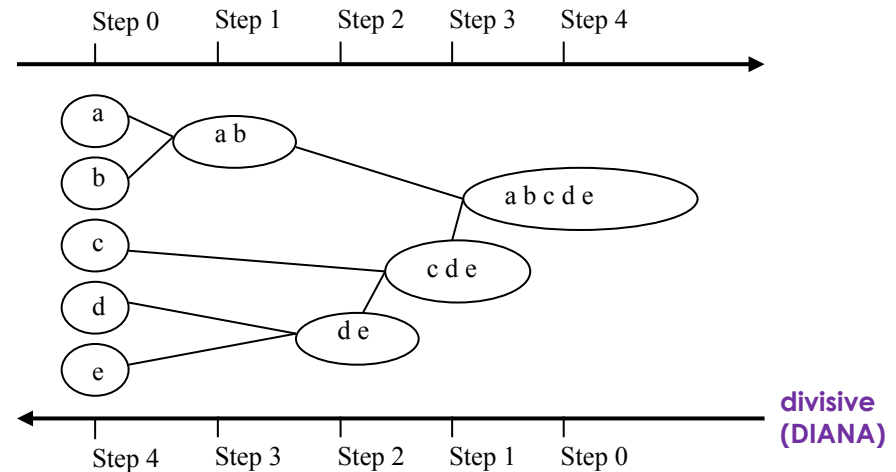 Step 0 Step 1 Step 2 Step 3 Step 4
a
a b
b
a b c d e
c
c d e
d
d e
e
divisive
(DIANA)
Step 4 Step 3 Step 2 Step 1 Step 0